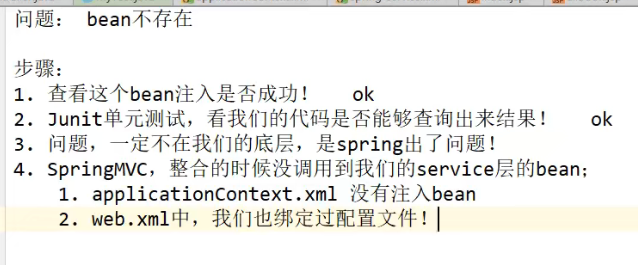 问题： bean不存在
步骤：
1. 查看这个bean注入是否成功！ ok
2. Junit单元测试，看我们的代码是否能够查询出来结果！ ok
3. 问题，一定不在我们的底层，是spring出了问题！
4. SpringMVC，整合的时候没调用到我们的service层的bean；
1. applicationContext.xml 没有注入bean
2. web.xml中，我们也绑定过配置文件！